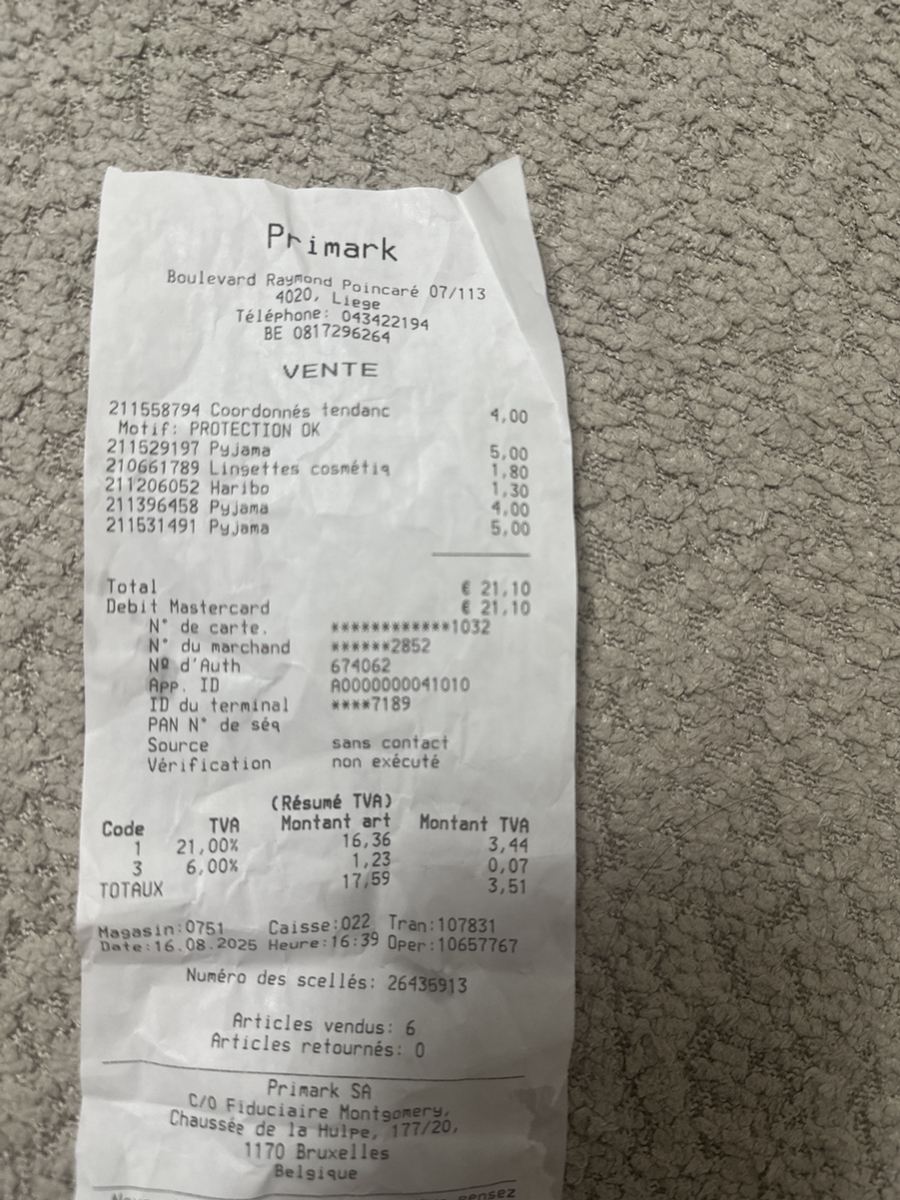 Primark
Boulevard Raymond Poincaré 07/113
4020, Liege
Téléphone: 043422194
BE 0817296264
VENTE
211558794 Coordonnés tendanc 4,00
Motif: PROTECTION OK
211529197 Pyjama 5,00
210661789 Lingettes cosmétiq 1,80
211206052 Haribo 1,30
211396458 Pyjama 4,00
211531491 Pyjama 5,00
Total € 21,10
Debit Mastercard € 21,10
N° de carte. ************1032
N° du marchand ******2852
Nº d'Auth 674062
App. ID A0000000041010
ID du terminal ****7189
PAN N° de séq
Source sans contact
Vérification non exécuté
(Résumé TVA)
Code TVA Montant art Montant TVA
1 21,00% 16,36 3,44
3 6,00% 1,23 0,07
TOTAUX 17,59 3,51
Magasin:0751 Caisse:022 Tran:107831
Date:16.08.2025 Heure:16:39 Oper:10657767
Numéro des scellés: 26435913
Articles vendus: 6
Articles retournés: 0
Primark SA
C/O Fiduciaire Montgomery,
Chaussée de la Hulpe, 177/20,
1170 Bruxelles
Belgique
pensez